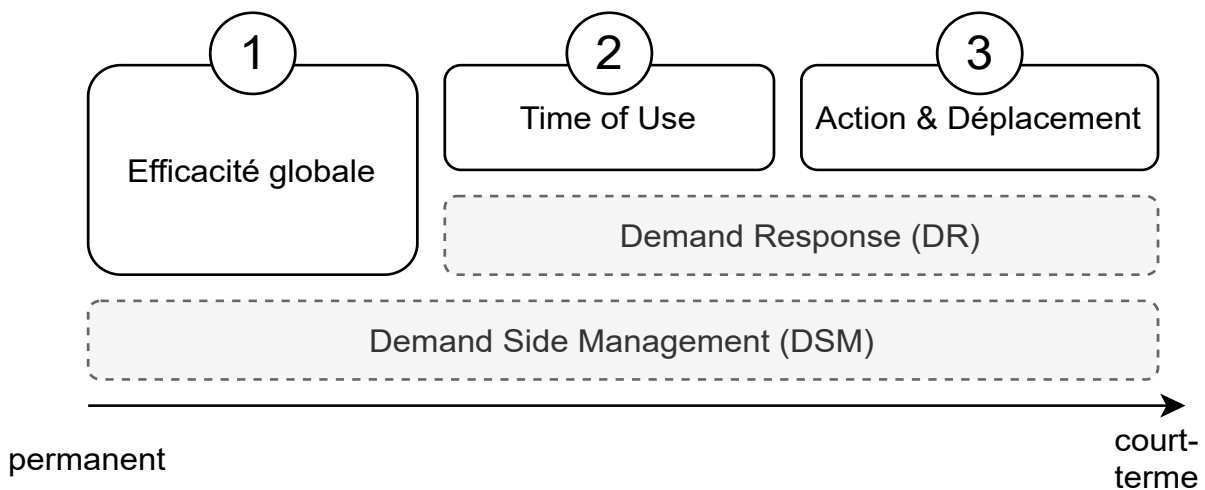 1
2
3
Efficacité globale
Time of Use
Action & Déplacement
Demand Response (DR)
Demand Side Management (DSM)
permanent
court-
terme